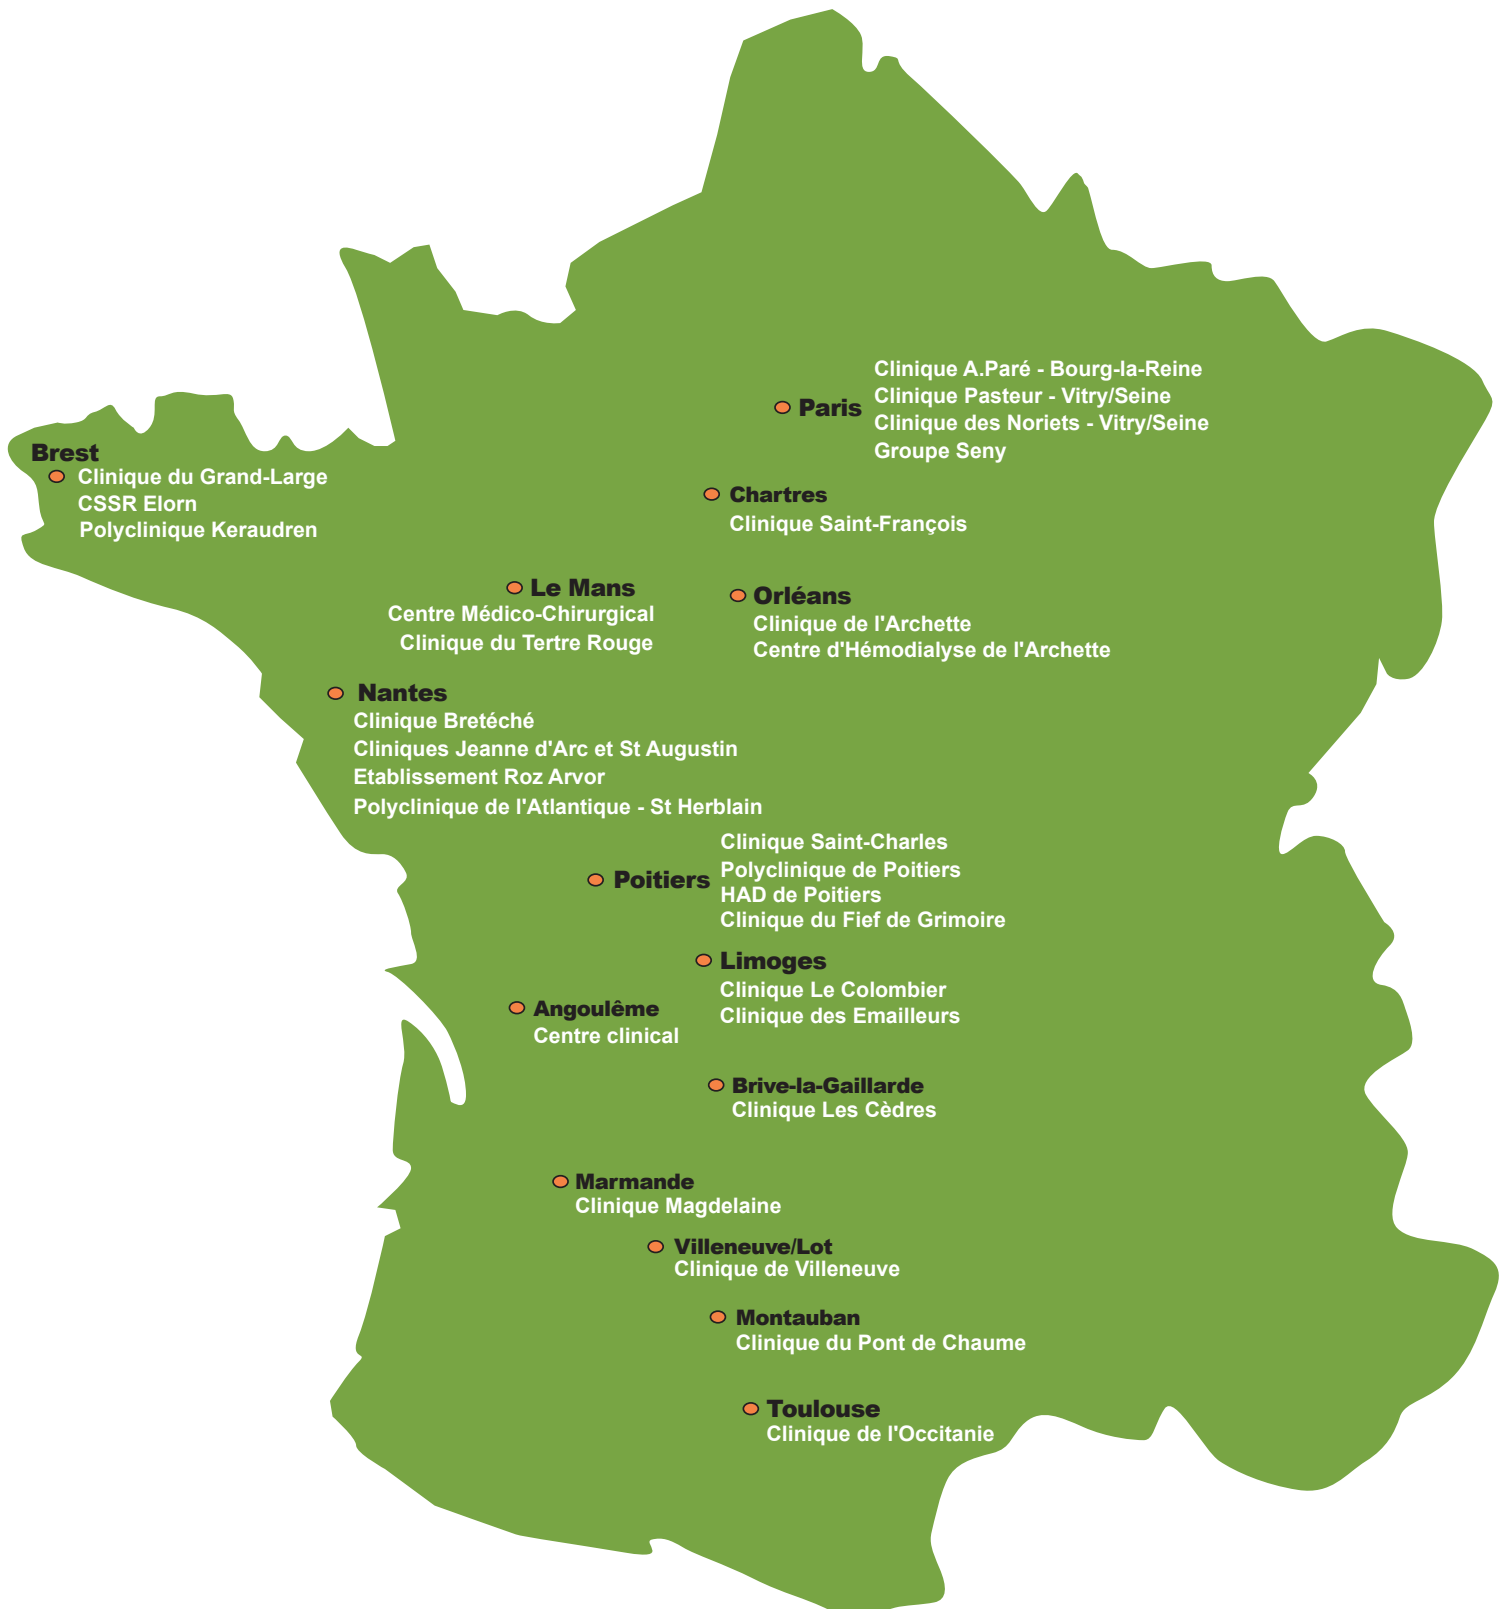 Clinique A.Paré - Bourg-la-Reine
Paris
Clinique Pasteur - Vitry/Seine
Clinique des Noriets - Vitry/Seine
Groupe Seny
Brest
Clinique du Grand-Large
CSSR Elorn
Polyclinique Keraudren
Chartres
Clinique Saint-François
Le Mans
Centre Médico-Chirurgical
Clinique du Tertre Rouge
Orléans
Clinique de l'Archette
Centre d'Hémodialyse de l'Archette
Nantes
Clinique Bretéché
Cliniques Jeanne d'Arc et St Augustin
Etablissement Roz Arvor
Polyclinique de l'Atlantique - St Herblain
Poitiers
Clinique Saint-Charles
Polyclinique de Poitiers
HAD de Poitiers
Clinique du Fief de Grimoire
Limoges
Clinique Le Colombier
Clinique des Emailleurs
Angoulême
Centre clinical
Brive-la-Gaillarde
Clinique Les Cèdres
Marmande
Clinique Magdelaine
Villeneuve/Lot
Clinique de Villeneuve
Montauban
Clinique du Pont de Chaume
Toulouse
Clinique de l'Occitanie